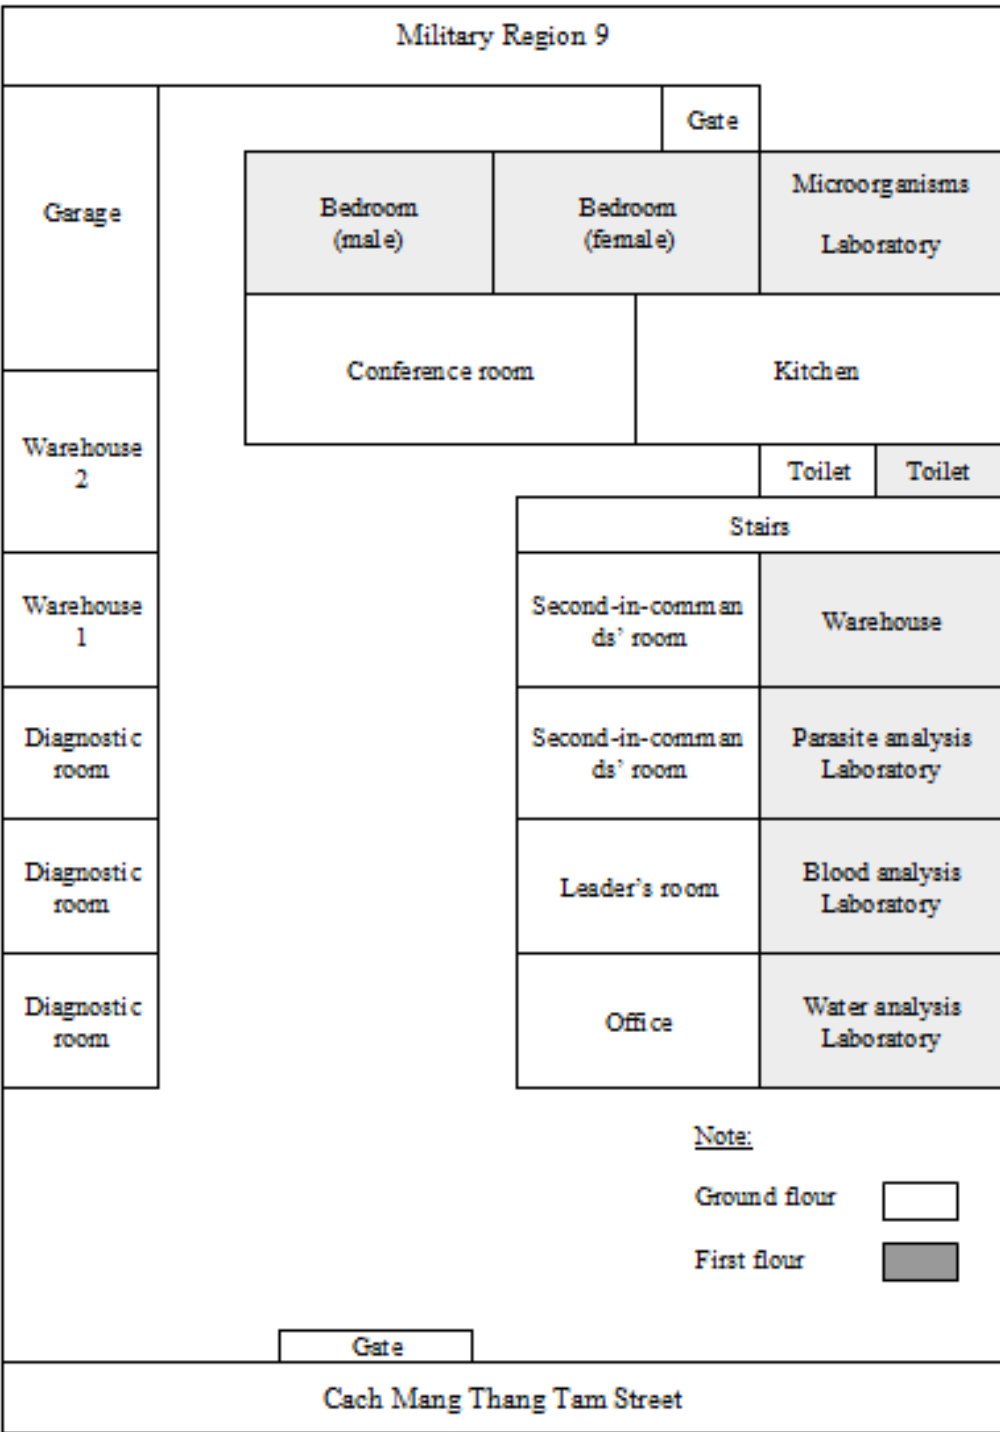 Military Region 9
Gate
Garage
Bedroom
(male)
Bedroom
(female)
Microorganisms
Laboratory
Conference room
Kitchen
Warehouse
2
Toilet
Toilet
Stairs
Warehouse
1
Second-in-comman
ds’ room
Warehouse
Diagnostic
room
Second-in-comman
ds’ room
Parasite analysis
Laboratory
Diagnostic
room
Leader’s room
Blood analysis
Laboratory
Diagnostic
room
Office
Water analysis
Laboratory
Note:
Ground flour
First flour
Gate
Cach Mang Thang Tam Street